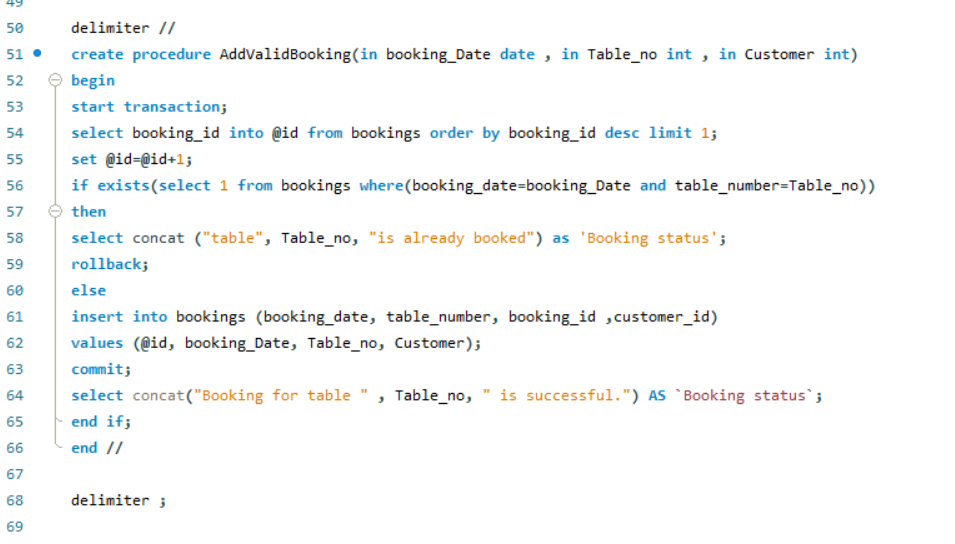 49
50 delimiter //
51 create procedure AddValidBooking(in booking_Date date , in Table_no int , in Customer int)
52 begin
53 start transaction;
54 select booking_id into @id from bookings order by booking_id desc limit 1;
55 set @id=@id+1;
56 if exists(select 1 from bookings where(booking_date=booking_Date and table_number=Table_no))
57 then
58 select concat ("table", Table_no, "is already booked") as 'Booking status';
59 rollback;
60 else
61 insert into bookings (booking_date, table_number, booking_id ,customer_id)
62 values (@id, booking_Date, Table_no, Customer);
63 commit;
64 select concat("Booking for table " , Table_no, " is successful.") AS `Booking status`;
65 end if;
66 end //
67
68 delimiter ;
69